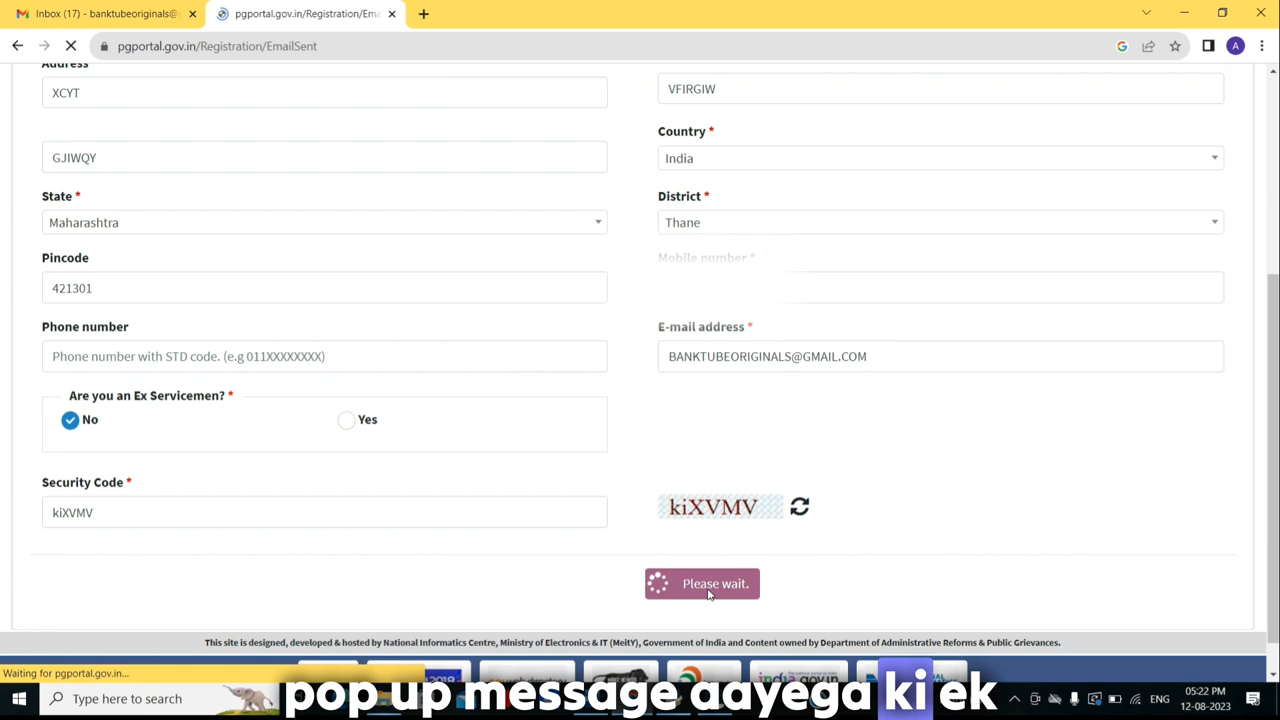 Inbox (17) - banktubeoriginals@
pgportal.gov.in/Registration/Ema
pgportal.gov.in/Registration/EmailSent
A
Address
XCYT
VFIRGIW
Country *
GJIWQY
India
State *
District *
Maharashtra
Thane
Pincode
Mobile number *
421301
Phone number
E-mail address *
Phone number with STD code. (e.g 011XXXXXXXX)
BANKTUBEORIGINALS@GMAIL.COM
Are you an Ex Servicemen? *
No
Yes
Security Code *
kiXVMV
kiXVMV
Please wait.
This site is designed, developed & hosted by National Informatics Centre, Ministry of Electronics & IT (MeitY), Government of India and Content owned by Department of Administrative Reforms & Public Grievances.
Waiting for pgportal.gov.in...
pop up message aayega ki ek
Type here to search
ENG
05:22 PM
12-08-2023